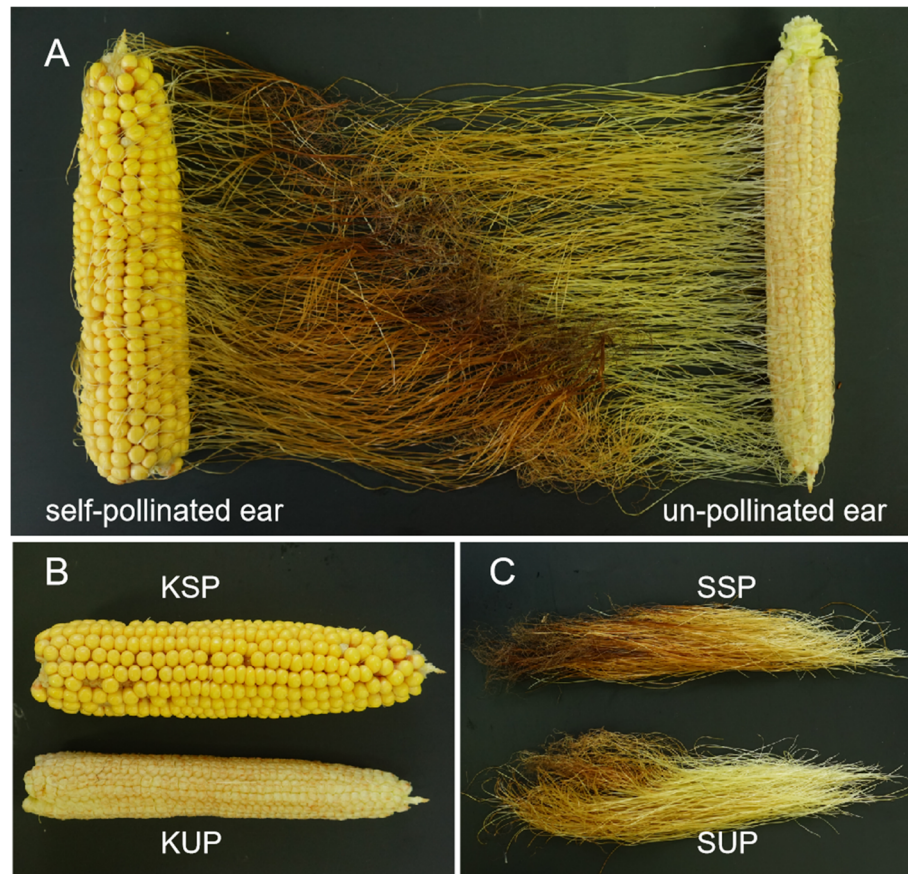 A
self-pollinated ear
un-pollinated ear
B
KSP
KUP
C
SSP
SUP